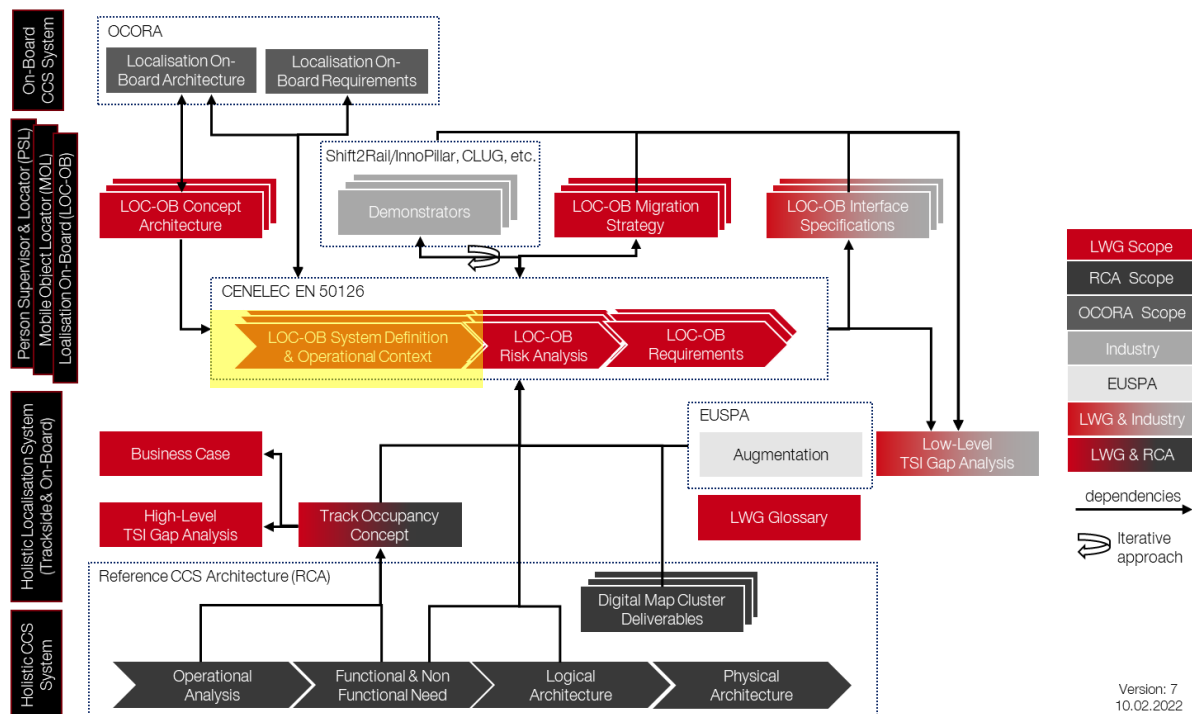 On-Board
CCS System
OCORA
Localisation On-
Board Architecture
Localisation On-
Board Requirements
Person Supervisor & Locator (PSL)
Mobile Object Locator (MOL)
Loalisation On-Board (LOC-OB)
Shift2Rail/InnoPillar, CLUG, etc.
LOC-OB Concept
Architecture
Demonstrators
LOC-OB Migration
Strategy
LOC-OB Interface
Specifications
CENELEC EN 50126
LOC-OB System Definition
& Operational Context
LOC-OB
Risk Analysis
LOC-OB
Requirements
Holistic Localisation System
(Trackside & On-Board)
Business Case
High-Level
TSI Gap Analysis
Track Occupancy
Concept
EUSPA
Augmentation
LWG Glossary
Low-Level
TSI Gap Analysis
Holistic CCS
System
Reference CCS Architecture (RCA)
Digital Map Cluster
Deliverables
Operational
Analysis
Functional & Non
Functional Need
Logical
Architecture
Physical
Architecture
LWG Scope
RCA Scope
OCORA Scope
Industry
EUSPA
LWG & Industry
LWG & RCA
dependencies
Iterative
approach
Version: 7
10.02.2022